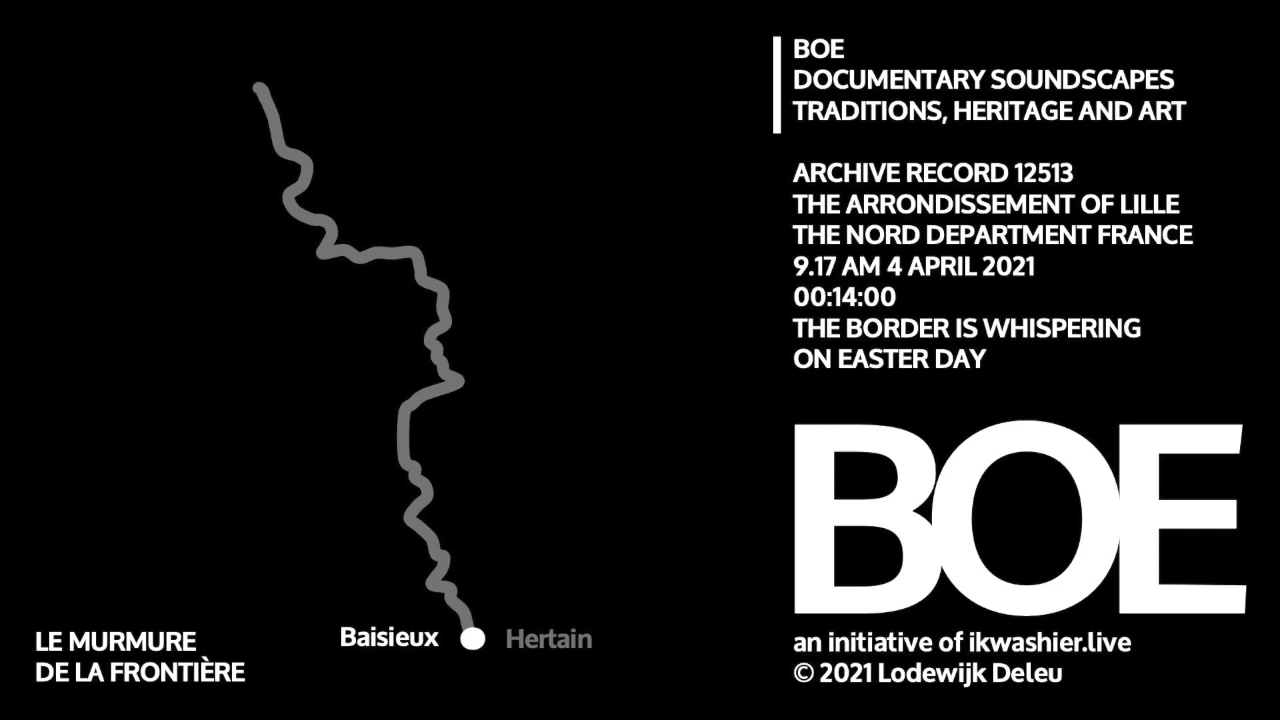 BOE
DOCUMENTARY SOUNDSCAPES
TRADITIONS, HERITAGE AND ART
ARCHIVE RECORD 12513
THE ARRONDISSEMENT OF LILLE
THE NORD DEPARTMENT FRANCE
9.17 AM 4 APRIL 2021
00:14:00
THE BORDER IS WHISPERING
ON EASTER DAY
BOE
an initiative of ikwashier.live
© 2021 Lodewijk Deleu
Baisieux
Hertain
LE MURMURE
DE LA FRONTIÈRE